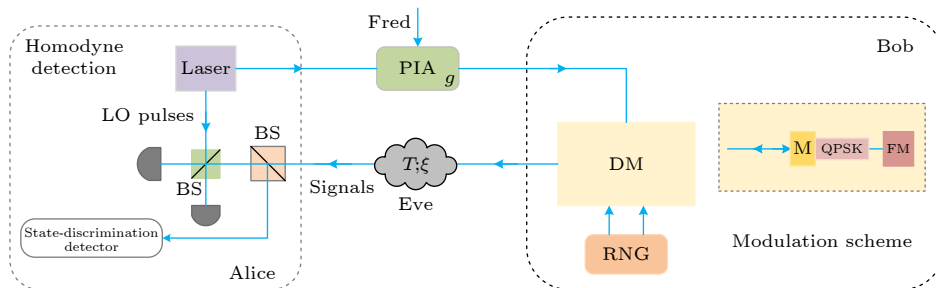 Fred
Homodyne
detection
Laser
PIA
g
Bob
LO pulses
BS
BS
Signals
T;ξ
Eve
DM
M
QPSK
FM
State-discrimination
detector
Alice
RNG
Modulation scheme